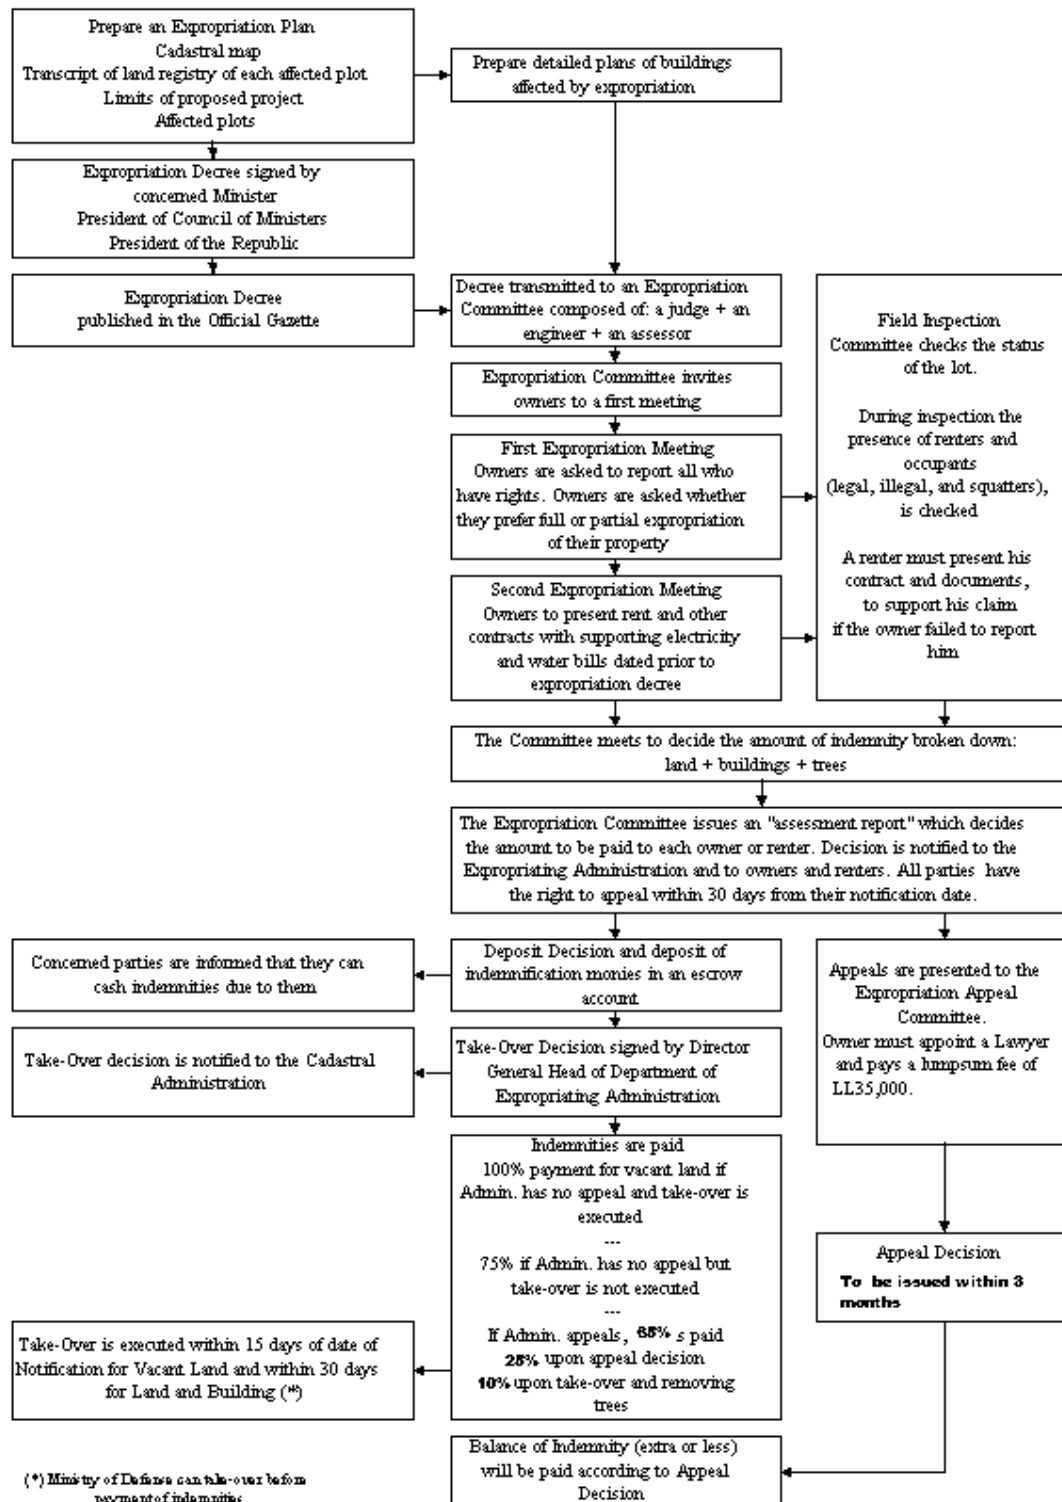 Prepare an Expropriation Plan
Cadastral map
Transcript of land registry of each affected plot
Limits of proposed project
Affected plots
Prepare detailed plans of buildings
affected by expropriation
Expropriation Decree signed by
concerned Minister
President of Council of Ministers
President of the Republic
Expropriation Decree
published in the Official Gazette
Decree transmitted to an Expropriation
Committee composed of: a judge + an
engineer + an assessor
Field Inspection
Committee checks the status
of the lot.
During inspection the
presence of renters and
occupants
(legal, illegal, and squatters),
is checked
A renter must present his
contract and documents,
to support his claim
if the owner failed to report
him
Expropriation Committee invites
owners to a first meeting
First Expropriation Meeting
Owners are asked to report all who
have rights. Owners are asked whether
they prefer full or partial expropriation
of their property
Second Expropriation Meeting
Owners to present rent and other
contracts with supporting electricity
and water bills dated prior to
expropriation decree
The Committee meets to decide the amount of indemnity broken down:
land + buildings + trees
The Expropriation Committee issues an "assessment report" which decides
the amount to be paid to each owner or renter. Decision is notified to the
Expropriating Administration and to owners and renters. All parties have
the right to appeal within 30 days from their notification date.
Concerned parties are informed that they can
cash indemnities due to them
Deposit Decision and deposit of
indemnification monies in an escrow
account
Appeals are presented to the
Expropriation Appeal
Committee.
Owner must appoint a Lawyer
and pays a lumpsum fee of
LL35,000.
Take-Over decision is notified to the Cadastral
Administration
Take-Over Decision signed by Director
General Head of Department of
Expropriating Administration
Indemnities are paid
100% payment for vacant land if
Admin. has no appeal and take-over is
executed
---
75% if Admin. has no appeal but
take-over is not executed
---
If Admin. appeals, 65% s paid
25% upon appeal decision
10% upon take-over and removing
trees
Appeal Decision
To be issued within 3
months
Take-Over is executed within 15 days of date of
Notification for Vacant Land and within 30 days
for Land and Building (*)
Balance of Indemnity (extra or less)
will be paid according to Appeal
Decision
(*) Ministry of Defense can take-over before
payment of indemnities